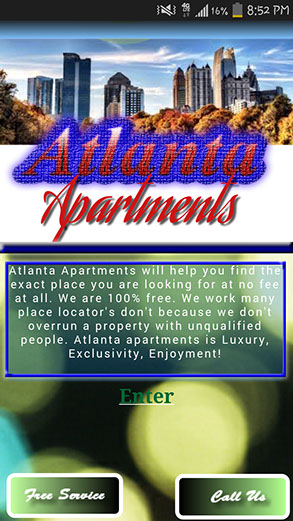 16% 8:52 PM
Atlanta
Apartments
Atlanta Apartments will help you find the
exact place you are looking for at no fee
at all. We are 100% free. We work many
place locator's don't because we don't
overrun a property with unqualified
people. Atlanta apartments is Luxury,
Exclusivity, Enjoyment!
Enter
Free Service
Call Us